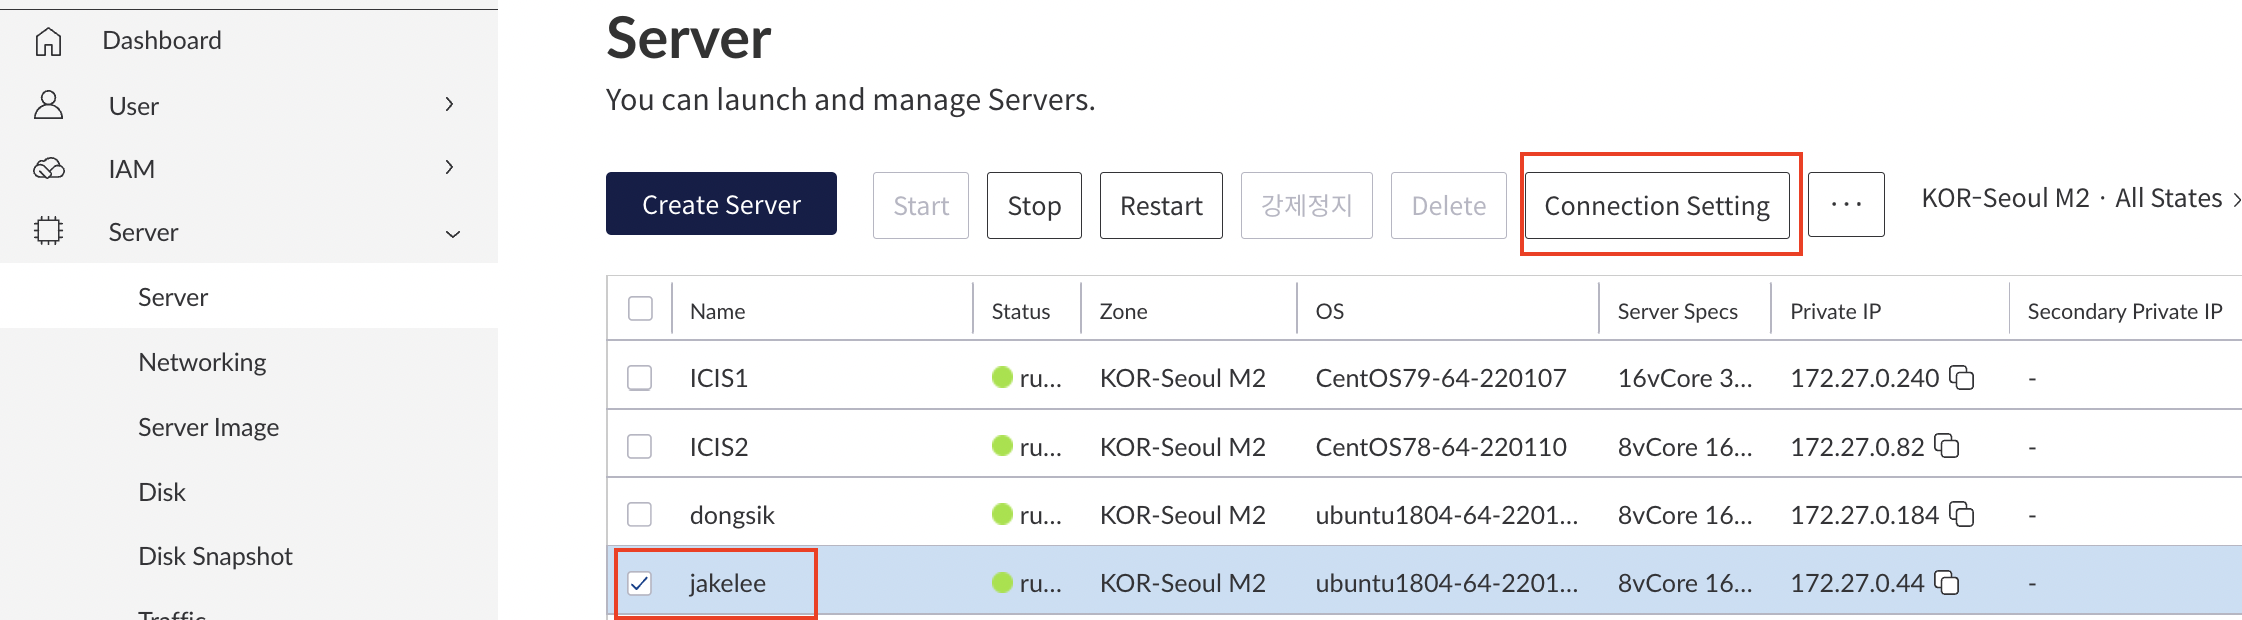 Dashboard
User
IAM
Server
Server
Networking
Server Image
Disk
Disk Snapshot
Traffic
Server
You can launch and manage Servers.
Create Server Start Stop Restart 강제정지 Delete Connection Setting ... KOR-Seoul M2 · All States
Name Status Zone OS Server Specs Private IP Secondary Private IP
ICIS1 ru... KOR-Seoul M2 CentOS79-64-220107 16vCore 3... 172.27.0.240 -
ICIS2 ru... KOR-Seoul M2 CentOS78-64-220110 8vCore 16... 172.27.0.82 -
dongsik ru... KOR-Seoul M2 ubuntu1804-64-2201... 8vCore 16... 172.27.0.184 -
jakelee ru... KOR-Seoul M2 ubuntu1804-64-2201... 8vCore 16... 172.27.0.44 -